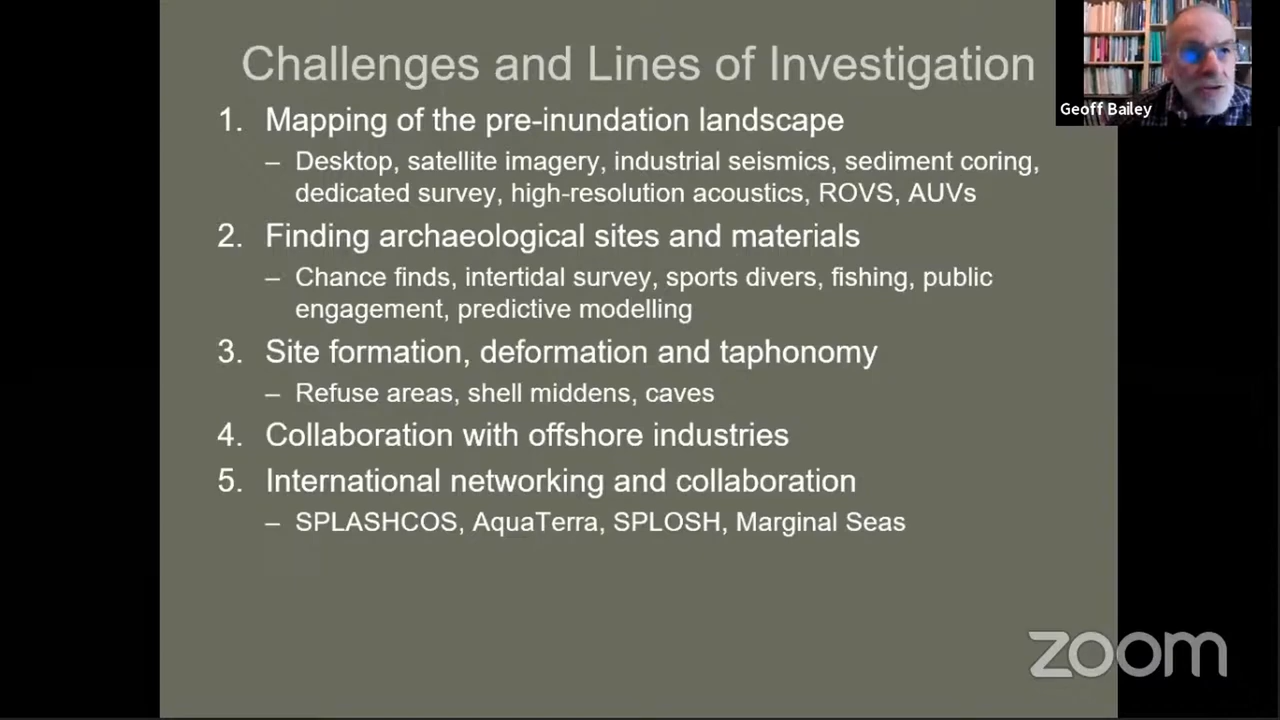 Challenges and Lines of Investigation
1. Mapping of the pre-inundation landscape
– Desktop, satellite imagery, industrial seismics, sediment coring,
dedicated survey, high-resolution acoustics, ROVS, AUVs
2. Finding archaeological sites and materials
– Chance finds, intertidal survey, sports divers, fishing, public
engagement, predictive modelling
3. Site formation, deformation and taphonomy
– Refuse areas, shell middens, caves
4. Collaboration with offshore industries
5. International networking and collaboration
– SPLASHCOS, AquaTerra, SPLOSH, Marginal Seas
Geoff Bailey
zoom